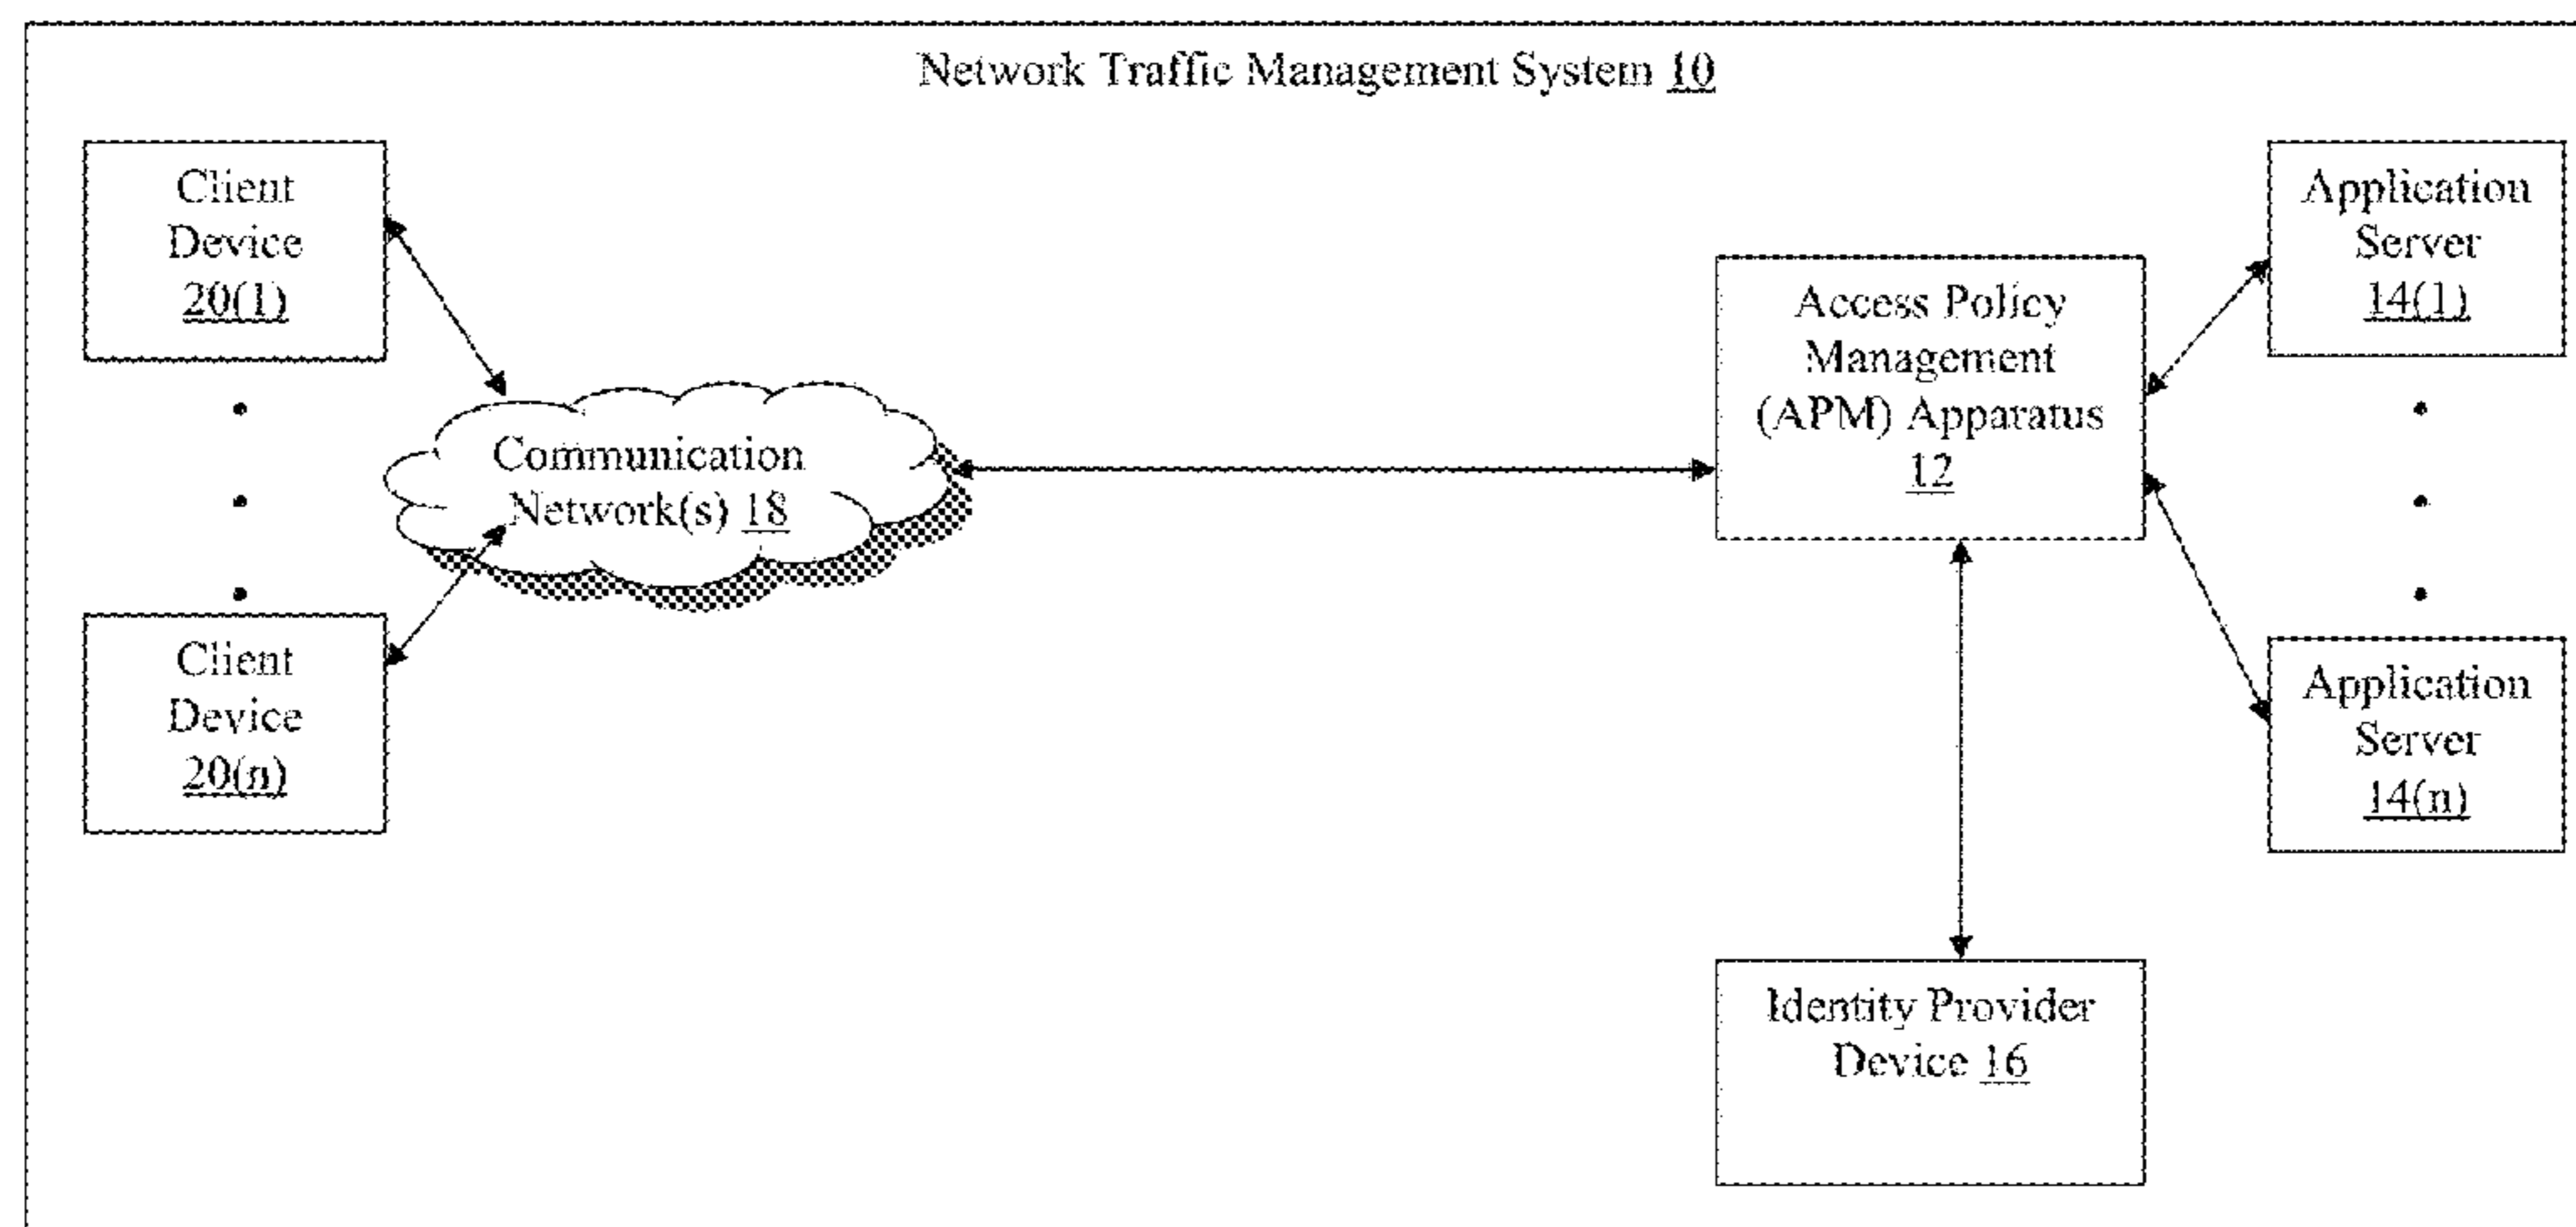 Network Traffic Management System 10
Client
Device
20(1)
Communication
Network(s) 18
Client
Device
20(n)
Access Policy
Management
(APM) Apparatus
12
Identity Provider
Device 16
Application
Server
14(1)
Application
Server
14(n)